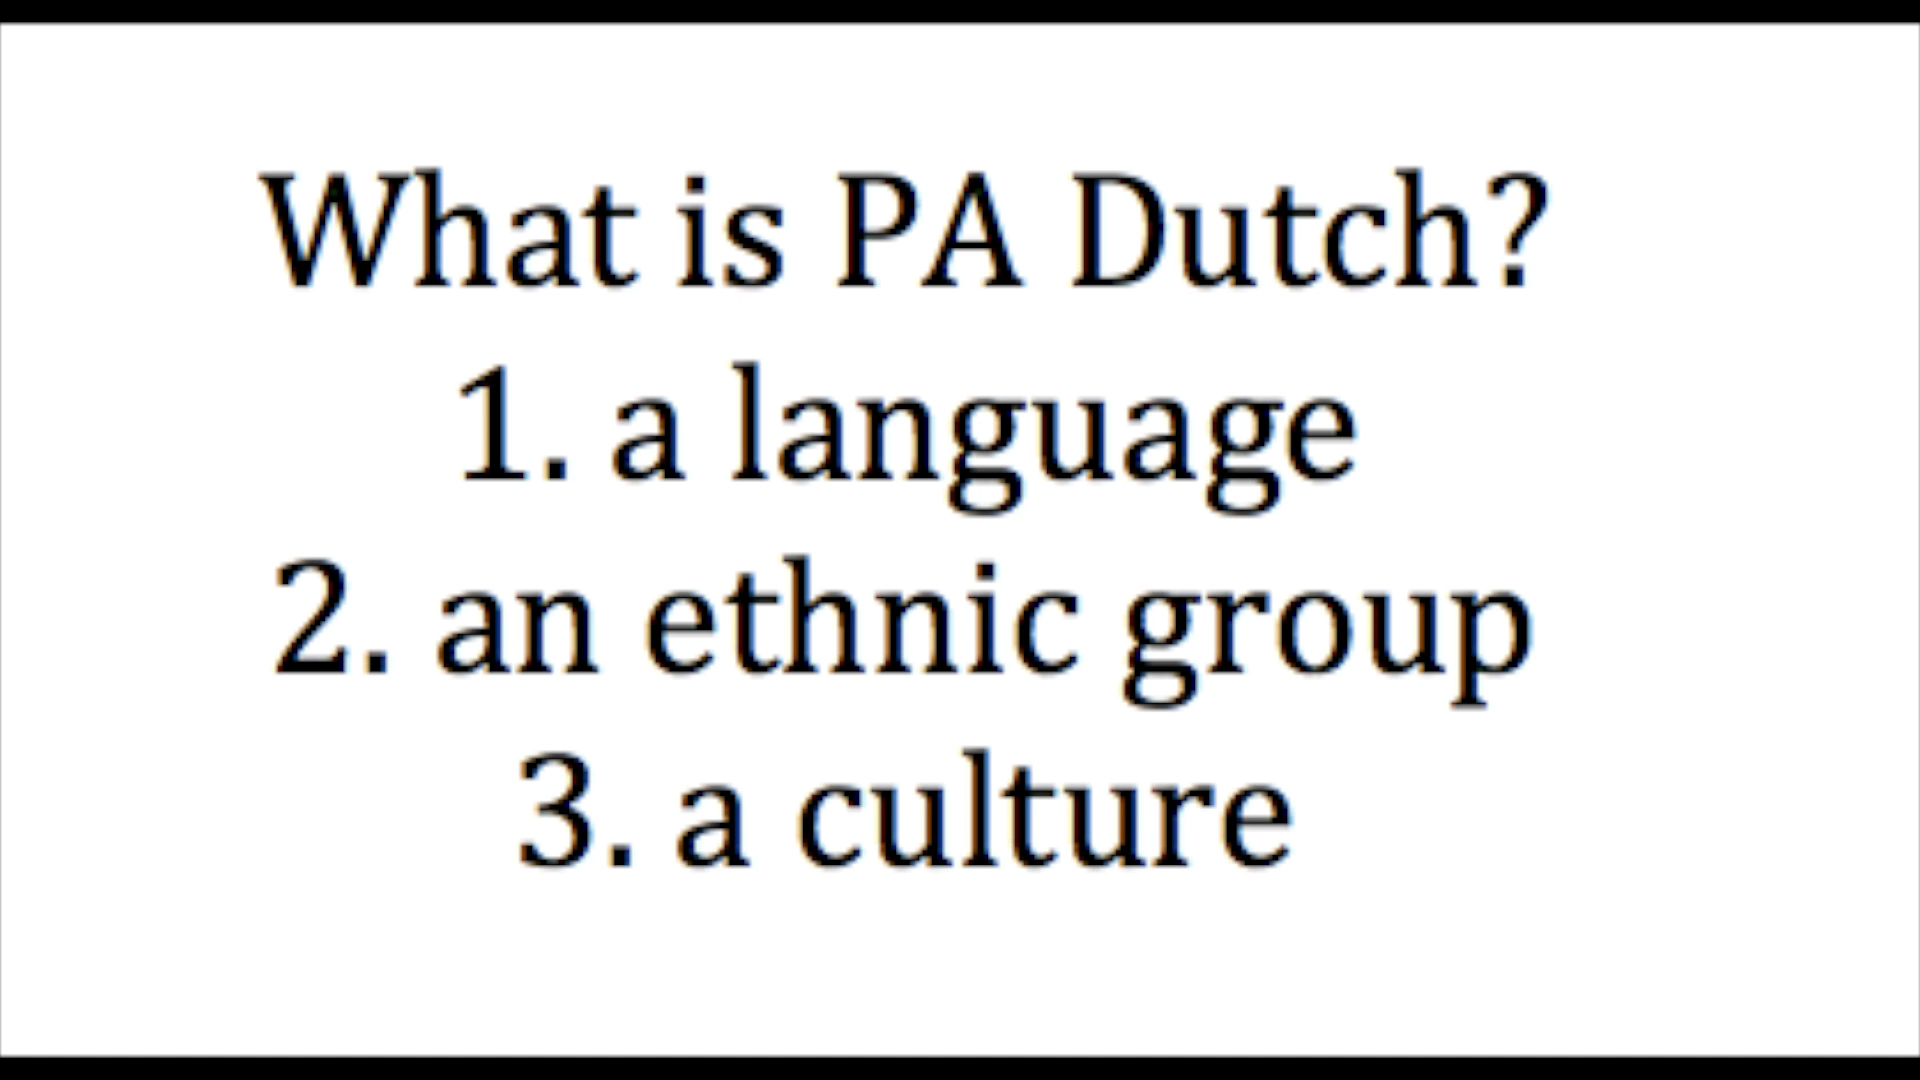 What is PA Dutch?
1. a language
2. an ethnic group
3. a culture